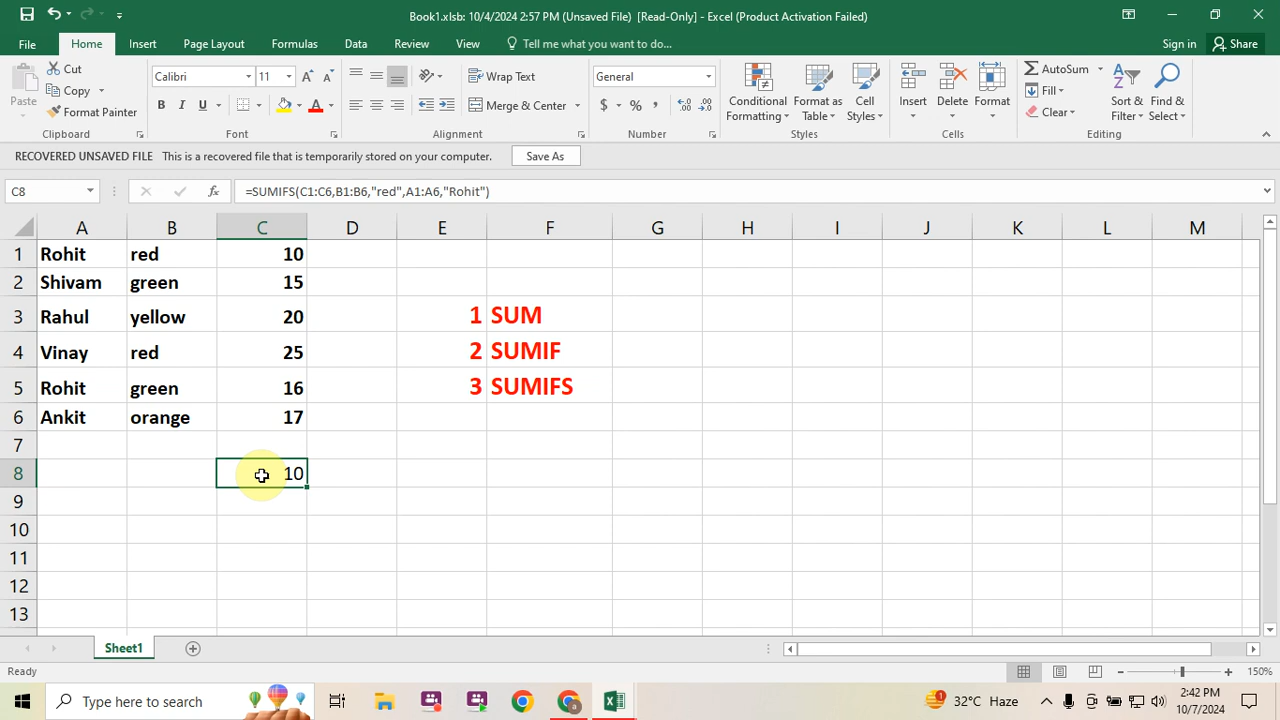 Book1.xlsb: 10/4/2024 2:57 PM (Unsaved File) [Read-Only] - Excel (Product Activation Failed)
File Home Insert Page Layout Formulas Data Review View Tell me what you want to do... Sign in Share
Paste Cut Copy Format Painter
Calibri 11
B I U A
Wrap Text
Merge & Center
General
$ % ,
Conditional Formatting Format as Table Cell Styles
Insert Delete Format
AutoSum Fill Clear
Sort & Filter Find & Select
Clipboard Font Alignment Number Styles Cells Editing
RECOVERED UNSAVED FILE This is a recovered file that is temporarily stored on your computer. Save As
C8 fx =SUMIFS(C1:C6,B1:B6,"red",A1:A6,"Rohit")
A B C D E F G H I J K L M
1 Rohit red 10
2 Shivam green 15
3 Rahul yellow 20 1 SUM
4 Vinay red 25 2 SUMIF
5 Rohit green 16 3 SUMIFS
6 Ankit orange 17
7
8 10
9
10
11
12
13
Sheet1
Ready 150%
Type here to search 32°C Haze 2:42 PM
10/7/2024